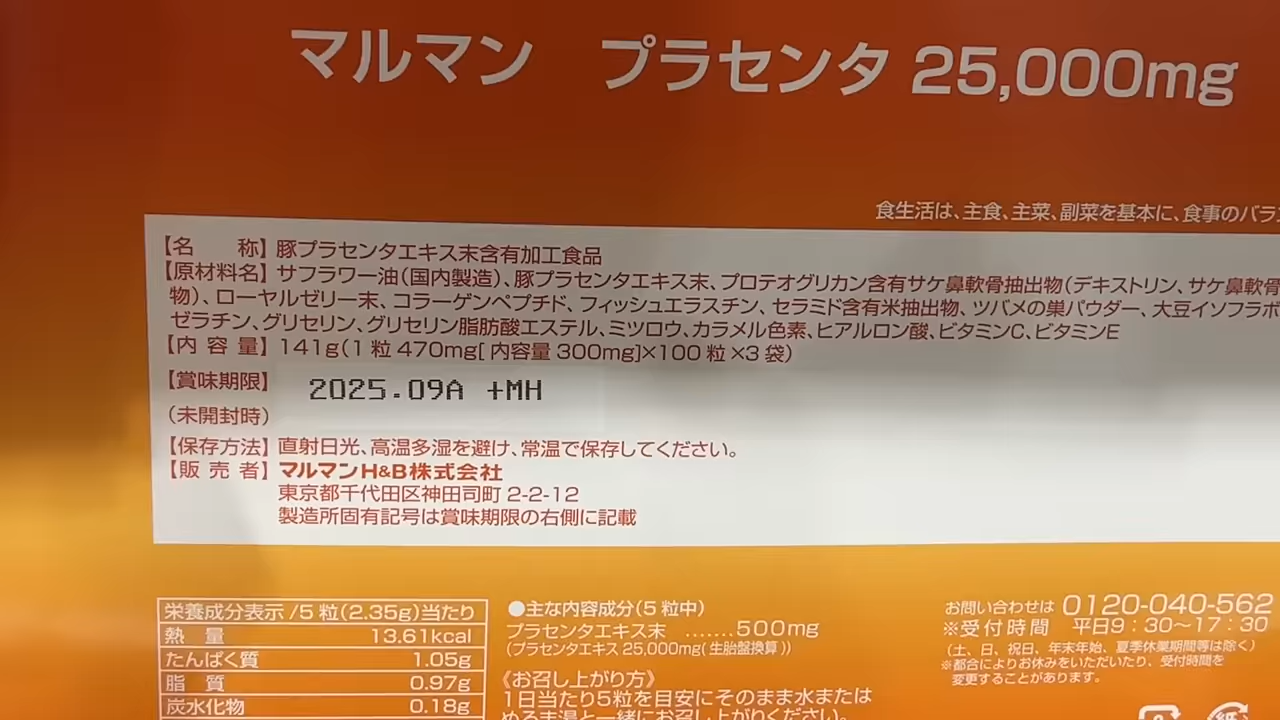 マルマン プラセンタ 25,000mg
食生活は、主食、主菜、副菜を基本に、食事のバラ
【名 称】豚プラセンタエキス末含有加工食品
【原材料名】サフラワー油(国内製造)、豚プラセンタエキス末、プロテオグリカン含有サケ鼻軟骨抽出物(デキストリン、サケ鼻軟骨
物)、ローヤルゼリー末、コラーゲンペプチド、フィッシュエラスチン、セラミド含有米抽出物、ツバメの巣パウダー、大豆イソフラボ
ゼラチン、グリセリン、グリセリン脂肪酸エステル、ミツロウ、カラメル色素、ヒアルロン酸、ビタミンC、ビタミンE
【内 容 量】141g(1粒470mg[内容量300mg]×100粒×3袋)
【賞味期限】 2025.09A +MH
(未開封時)
【保存方法】直射日光、高温多湿を避け、常温で保存してください。
【販 売 者】マルマンH&B株式会社
東京都千代田区神田司町2-2-12
製造所固有記号は賞味期限の右側に記載
栄養成分表示/5粒(2.35g)当たり
熱 量 13.61kcal
たんぱく質 1.05g
脂 質 0.97g
炭水化物 0.18g
●主な内容成分(5粒中)
プラセンタエキス末 .......500mg
(プラセンタエキス25,000mg(生胎盤換算))
《お召し上がり方》
1日当たり5粒を目安にそのまま水または
ぬるま湯と一緒にお召し上がりください。
お問い合わせは 0120-040-562
※受付時間 平日9:30〜17:30
(土、日、祝日、年末年始、夏季休業期間等は除く)
※都合によりお休みをいただいたり、受付時間を
変更することがあります。